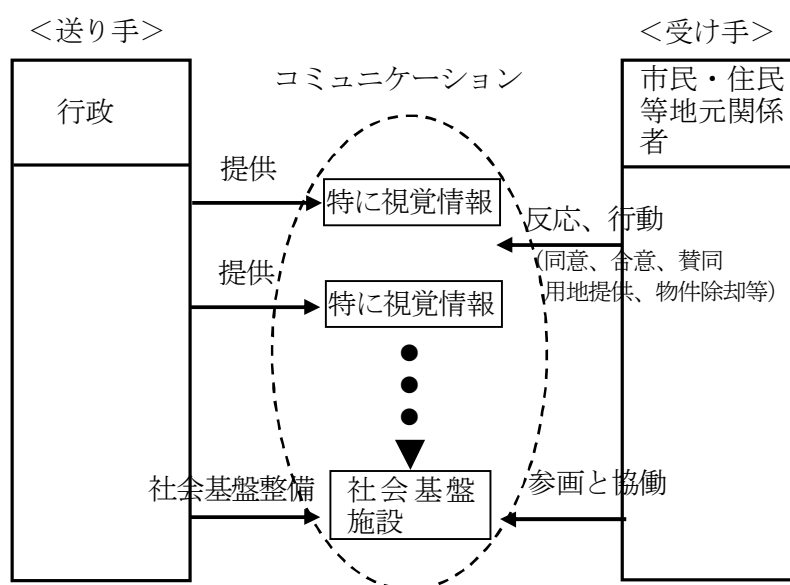 ＜送り手＞
＜受け手＞
コミュニケーション
行政
市民・住民
等地元関係
者
提供
特に視覚情報
反応、行動
（同意、合意、賛同
用地提供、物件除却等）
提供
特に視覚情報
社会基盤整備
社会基盤
施設
参画と協働